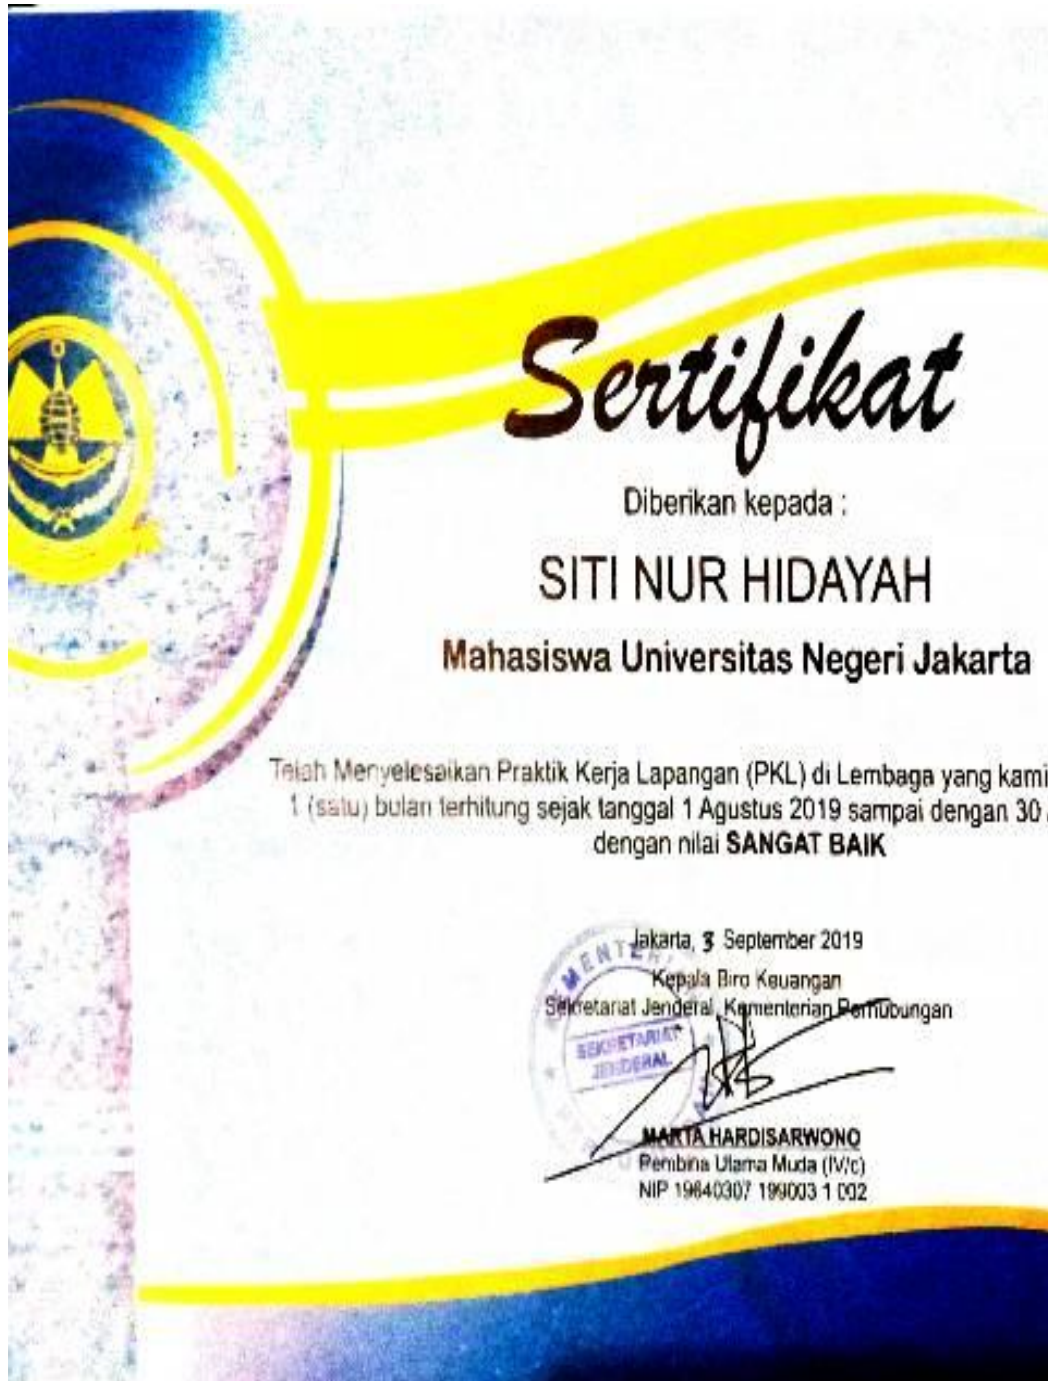 Sertifikat
Diberikan kepada :
SITI NUR HIDAYAH
Mahasiswa Universitas Negeri Jakarta
Telah Menyelesaikan Praktik Kerja Lapangan (PKL) di Lembaga yang kami
1 (satu) bulan terhitung sejak tanggal 1 Agustus 2019 sampai dengan 30
dengan nilai SANGAT BAIK
Jakarta, 3 September 2019
Kepala Biro Keuangan
Sekretariat Jenderal, Kementerian Perhubungan
SEKRETARIAT
JENDERAL
MARTA HARDISARWONO
Pembina Utama Muda (IV/c)
NIP 19640307 199003 1 002